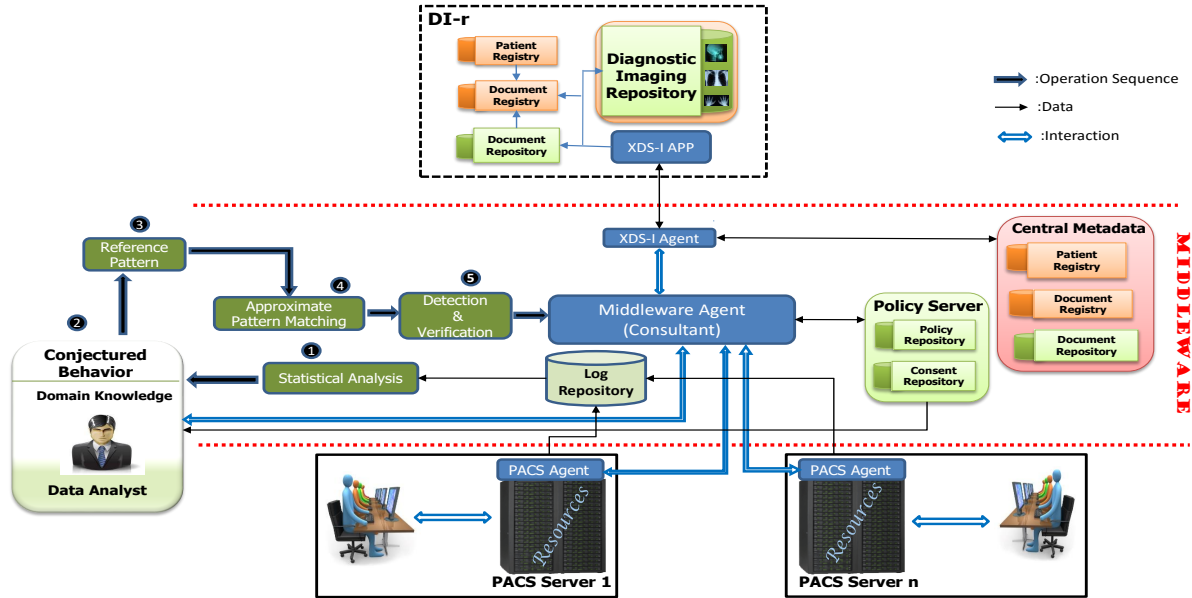 DI-r
Patient
Registry
Document
Registry
Document
Repository
Diagnostic
Imaging
Repository
XDS-I APP
:Operation Sequence
:Data
:Interaction
3
Reference
Pattern
4
Approximate
Pattern Matching
5
Detection
&
Verification
XDS-I Agent
Middleware Agent
(Consultant)
Central Metadata
Patient
Registry
Document
Registry
Document
Repository
Policy Server
Policy
Repository
Consent
Repository
MIDDLEWARE
2
Conjectured
Behavior
Domain Knowledge
Data Analyst
1
Statistical Analysis
Log
Repository
PACS Agent
Resources
PACS Server 1
PACS Agent
Resources
PACS Server n